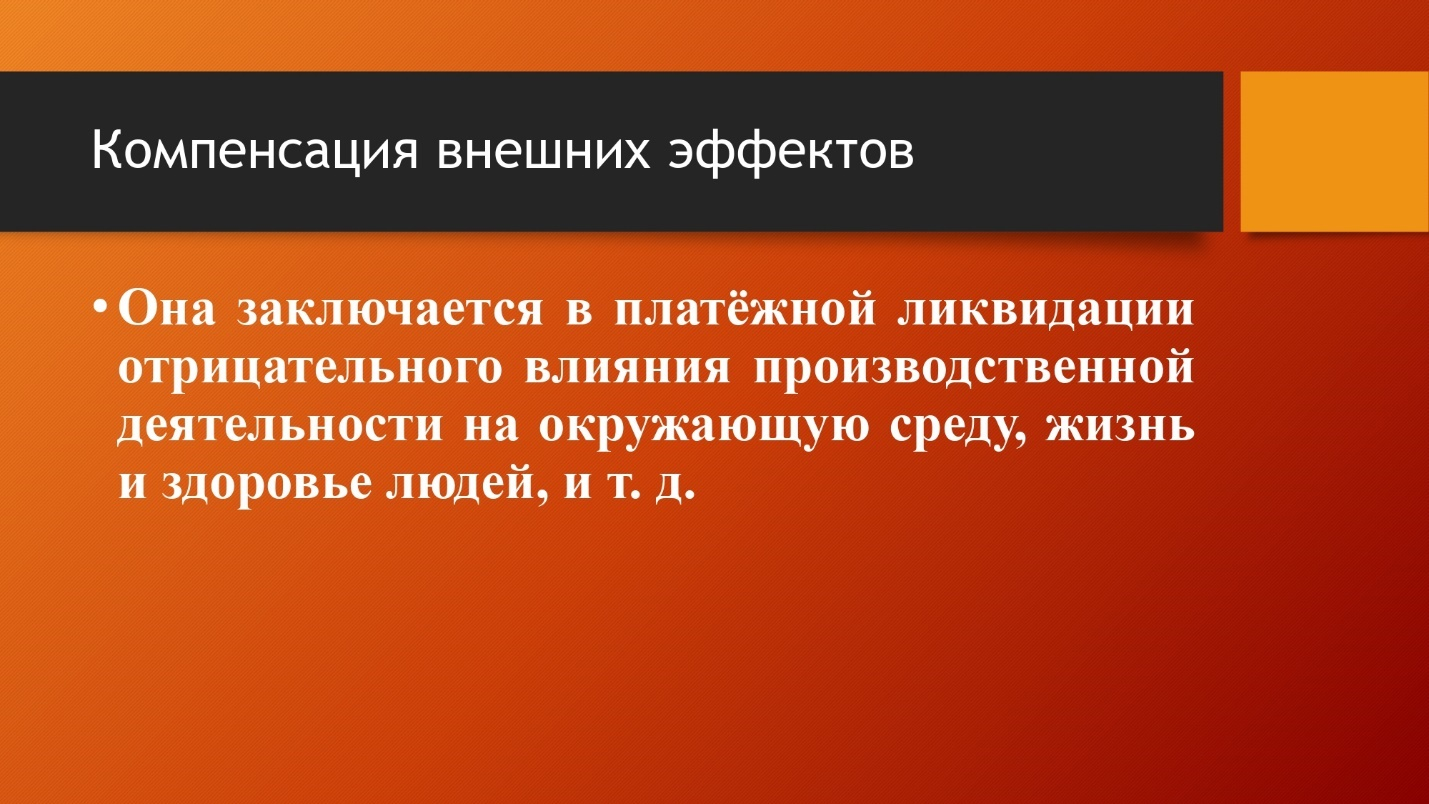 Компенсация внешних эффектов
• Она заключается в платёжной ликвидации
отрицательного влияния производственной
деятельности на окружающую среду, жизнь
и здоровье людей, и т. д.